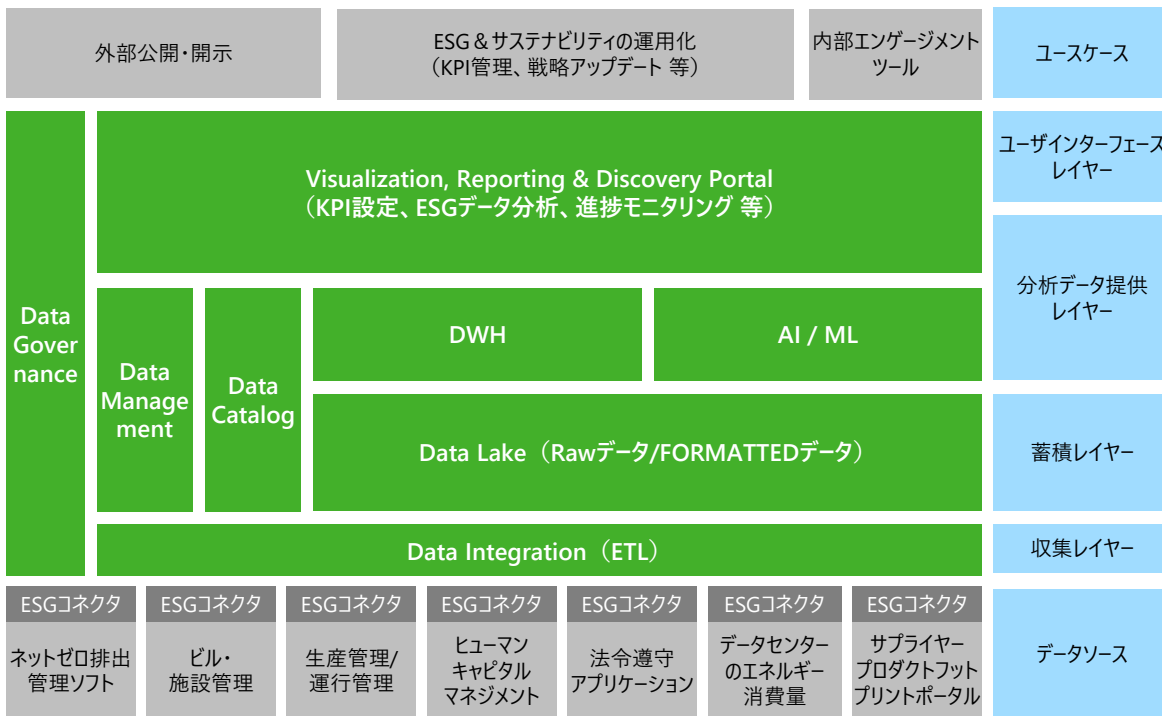 外部公開・開示
ESG＆サステナビリティの運用化
（KPI管理、戦略アップデート 等）
内部エンゲージメント
ツール
ユースケース
Data
Gover
nance
Visualization, Reporting & Discovery Portal
（KPI設定、ESGデータ分析、進捗モニタリング 等）
ユーザインターフェース
レイヤー
Data
Manage
ment
Data
Catalog
DWH
AI / ML
分析データ提供
レイヤー
Data Lake（Rawデータ/FORMATTEDデータ）
蓄積レイヤー
Data Integration（ETL）
収集レイヤー
ESGコネクタ
ネットゼロ排出
管理ソフト
ESGコネクタ
ビル・
施設管理
ESGコネクタ
生産管理/
運行管理
ESGコネクタ
ヒューマン
キャピタル
マネジメント
ESGコネクタ
法令遵守
アプリケーション
ESGコネクタ
データセンター
のエネルギー
消費量
ESGコネクタ
サプライヤー
プロダクトフット
プリントポータル
データソース